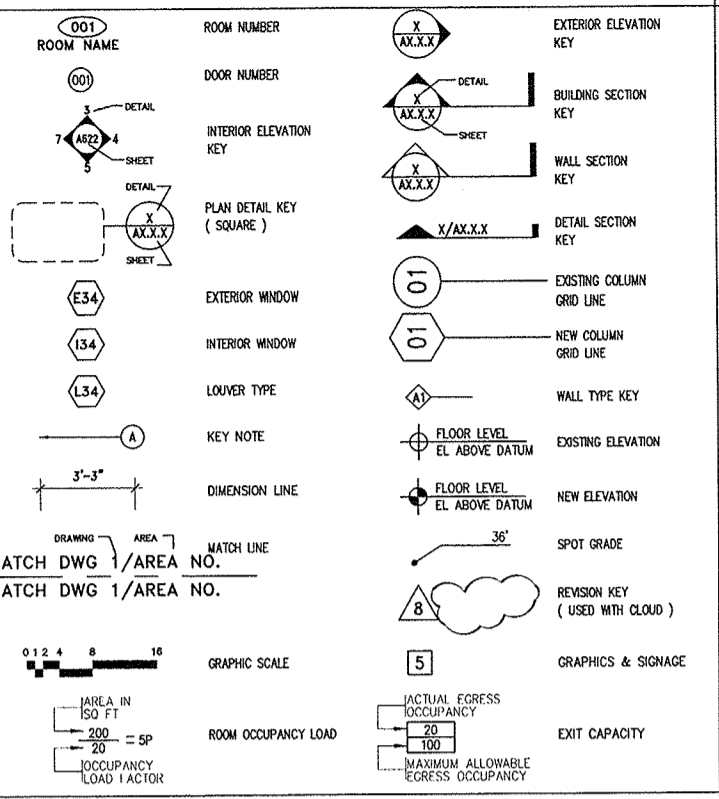 001
ROOM NAME
ROOM NUMBER
001
DOOR NUMBER
3
DETAIL
7
A622
4
5
SHEET
INTERIOR ELEVATION
KEY
DETAIL
X
AX.X.X
SHEET
PLAN DETAIL KEY
( SQUARE )
E34
EXTERIOR WINDOW
I34
INTERIOR WINDOW
L34
LOUVER TYPE
A
KEY NOTE
3'-3"
DIMENSION LINE
DRAWING
AREA
MATCH LINE
ATCH DWG 1/AREA NO.
ATCH DWG 1/AREA NO.
0 1 2 4 8 16
GRAPHIC SCALE
AREA IN
SQ FT
200
20
= 5P
OCCUPANCY
LOAD FACTOR
ROOM OCCUPANCY LOAD
X
AX.X.X
EXTERIOR ELEVATION
KEY
DETAIL
X
AX.X.X
SHEET
BUILDING SECTION
KEY
X
AX.X.X
WALL SECTION
KEY
X/AX.X.X
DETAIL SECTION
KEY
01
EXISTING COLUMN
GRID LINE
01
NEW COLUMN
GRID LINE
A1
WALL TYPE KEY
FLOOR LEVEL
EL ABOVE DATUM
EXISTING ELEVATION
FLOOR LEVEL
EL ABOVE DATUM
NEW ELEVATION
36'
SPOT GRADE
8
REVISION KEY
( USED WITH CLOUD )
5
GRAPHICS & SIGNAGE
ACTUAL EGRESS
OCCUPANCY
20
100
MAXIMUM ALLOWABLE
EGRESS OCCUPANCY
EXIT CAPACITY